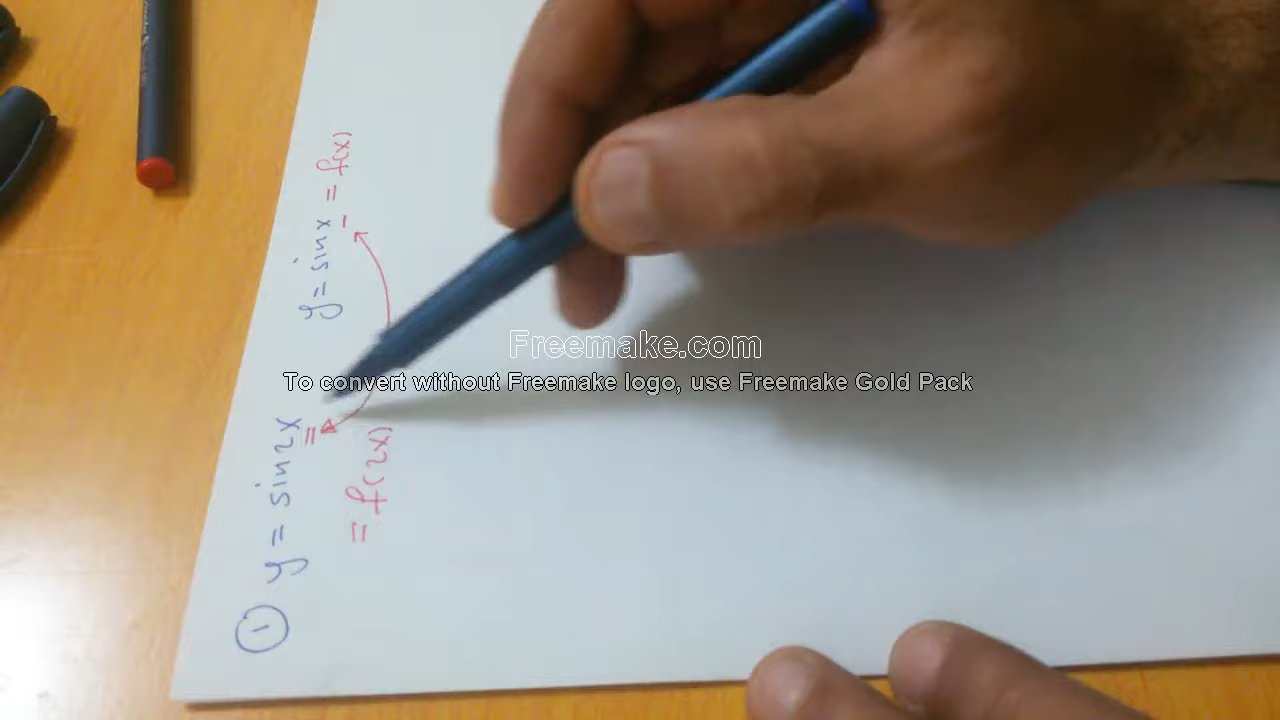 ① y = sin2x
y = sinx = f(x)
= f(2x)
Freemake.com
To convert without Freemake logo, use Freemake Gold Pack